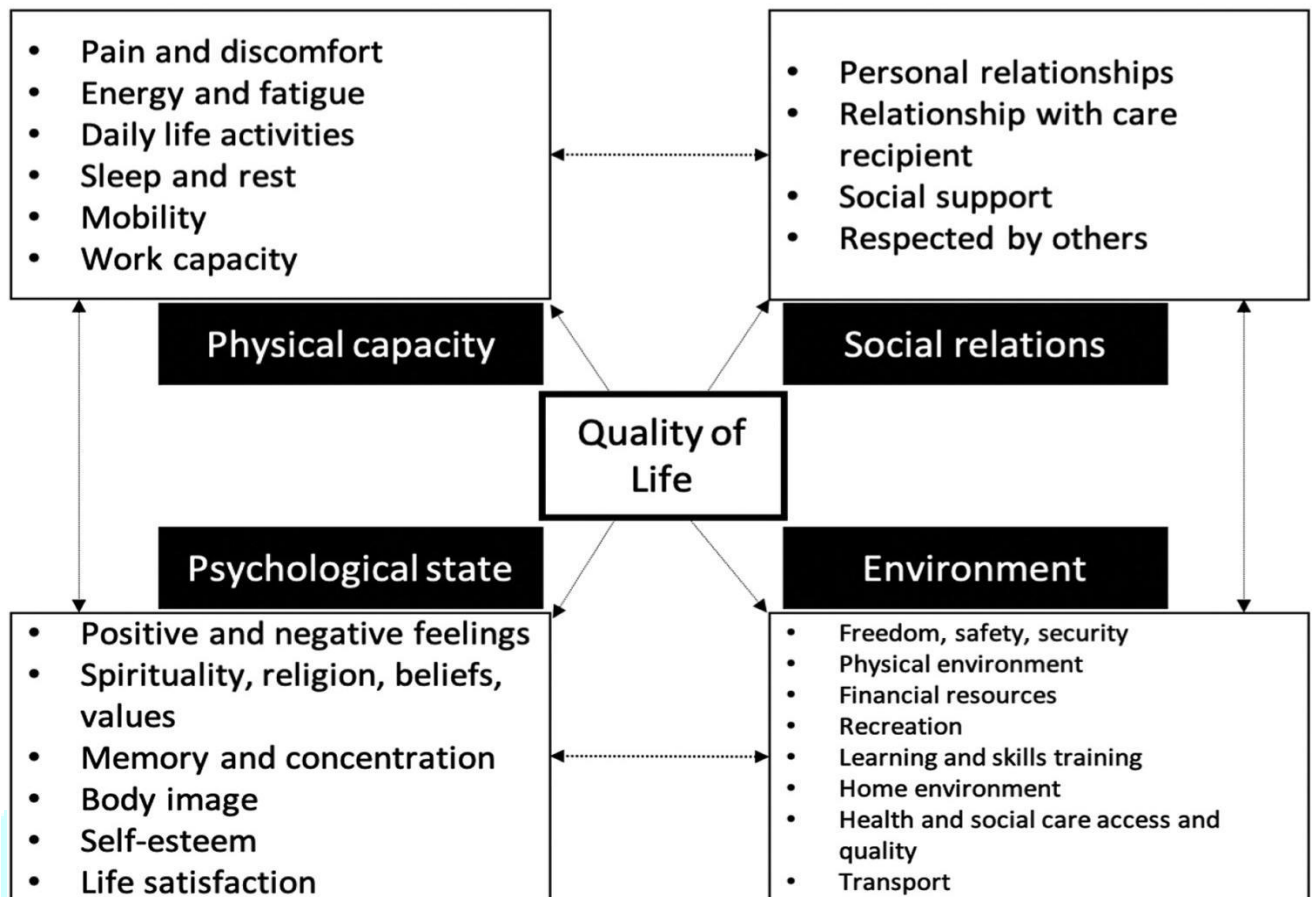 • Pain and discomfort
• Energy and fatigue
• Daily life activities
• Sleep and rest
• Mobility
• Work capacity
Physical capacity
• Personal relationships
• Relationship with care
recipient
• Social support
• Respected by others
Social relations
Quality of
Life
Psychological state
• Positive and negative feelings
• Spirituality, religion, beliefs,
values
• Memory and concentration
• Body image
• Self-esteem
• Life satisfaction
Environment
• Freedom, safety, security
• Physical environment
• Financial resources
• Recreation
• Learning and skills training
• Home environment
• Health and social care access and
quality
• Transport